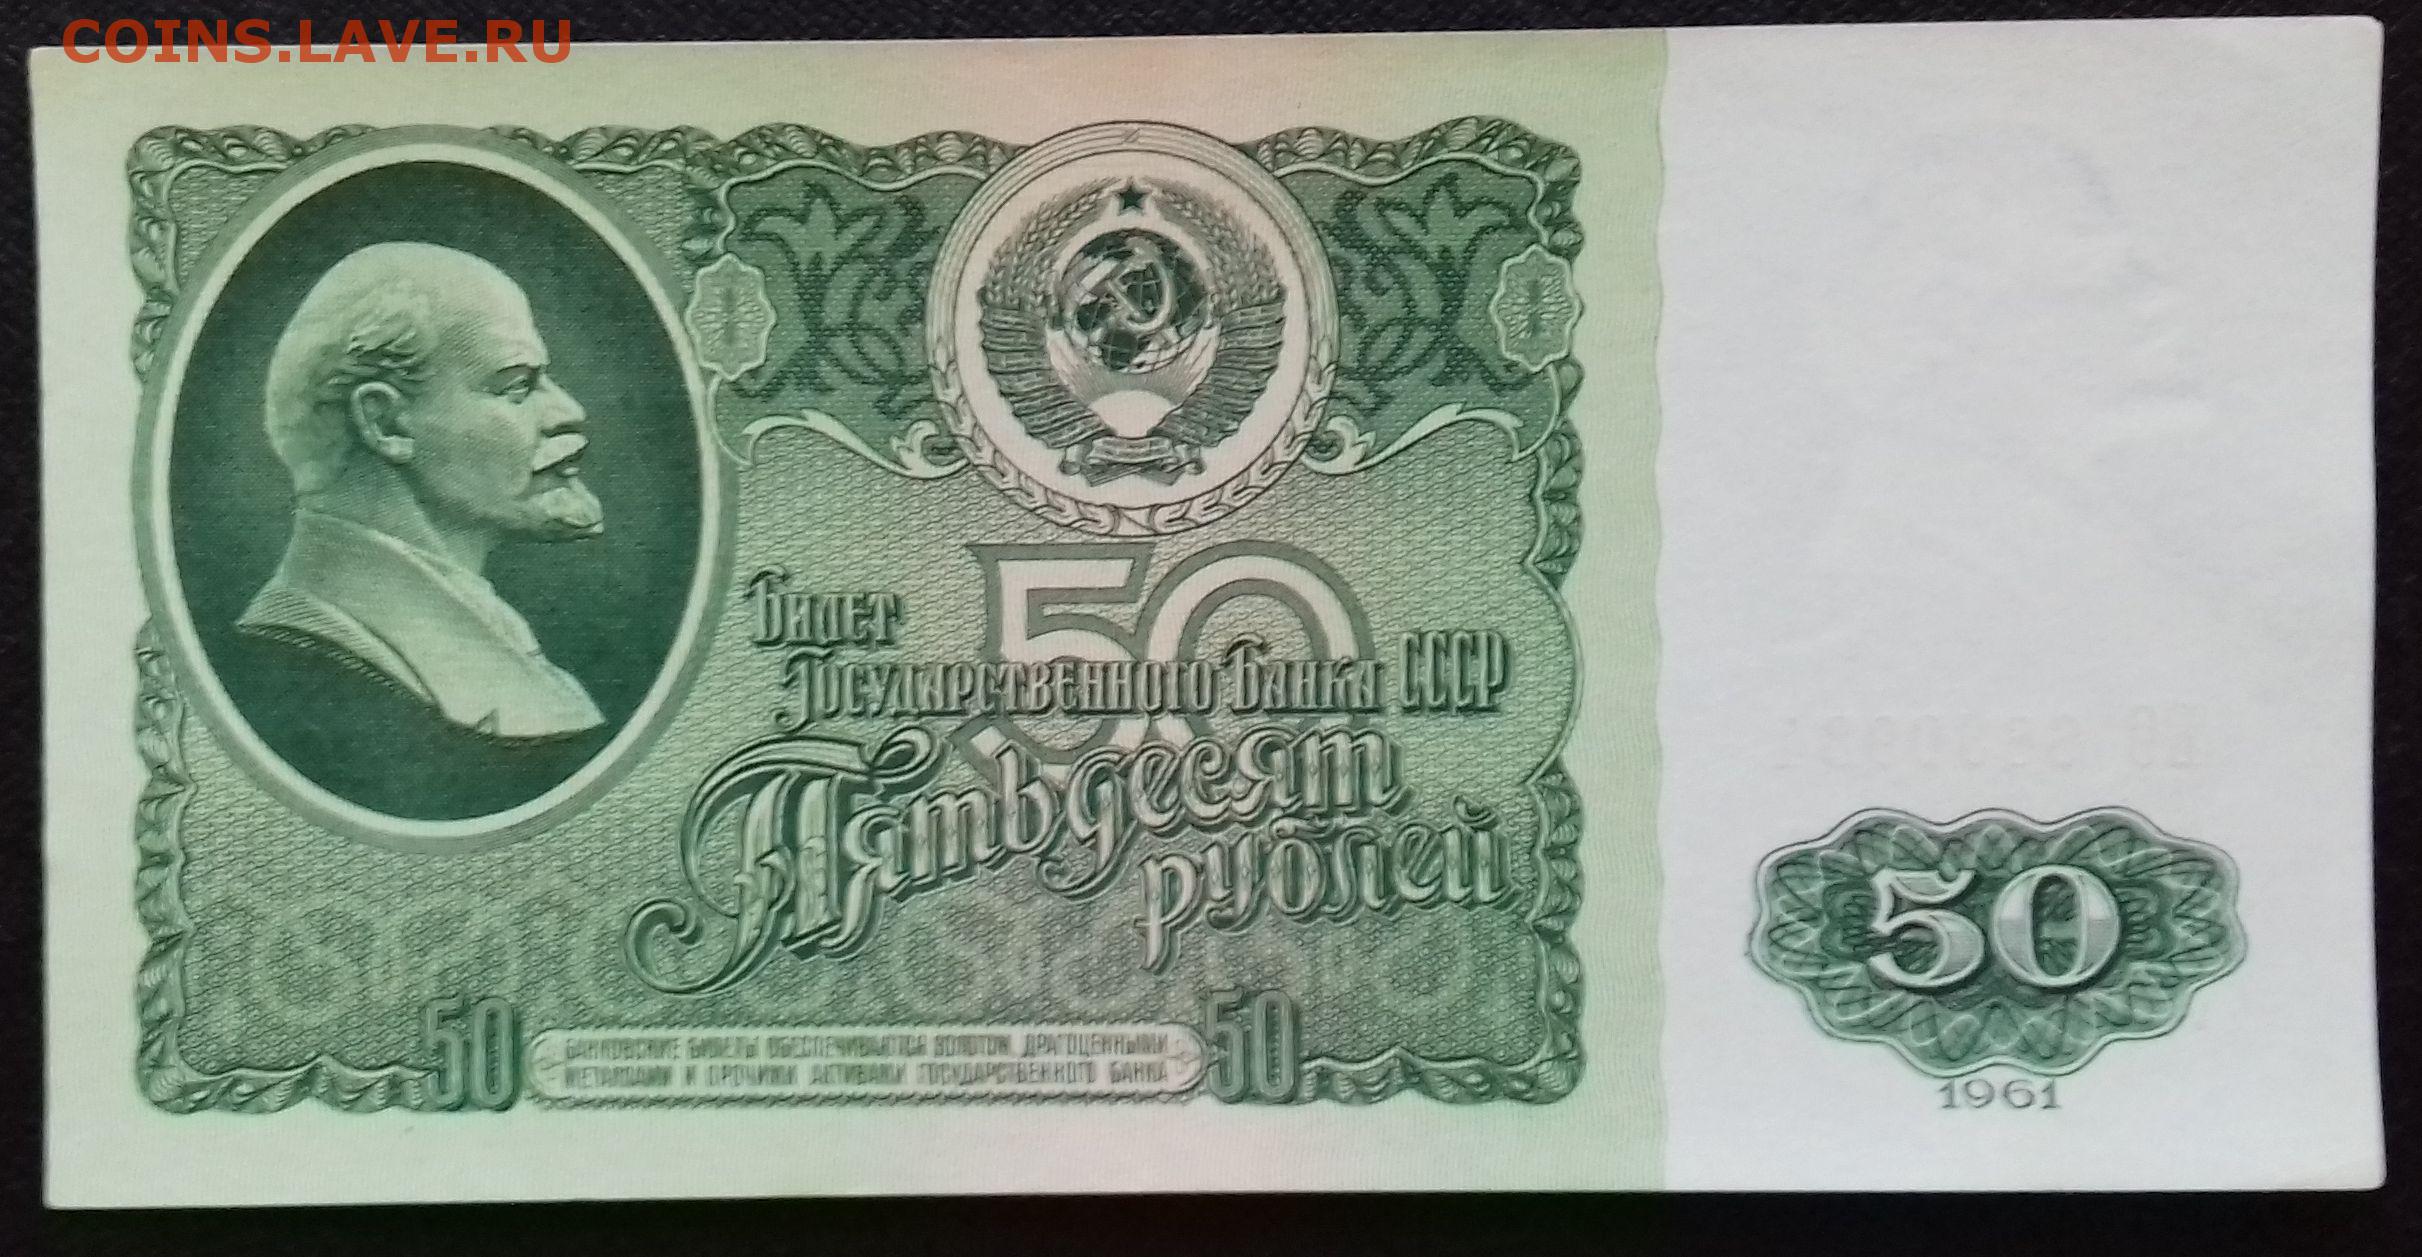 COINS.LAVE.RU
Билет
Государственного Банка СССР
50
Пятьдесят
рублей
50
50
БАНКОВСКИЕ БИЛЕТЫ ОБЕСПЕЧИВАЮТСЯ ЗОЛОТОМ, ДРАГОЦЕННЫМИ
МЕТАЛЛАМИ И ПРОЧИМИ АКТИВАМИ ГОСУДАРСТВЕННОГО БАНКА
50
1961